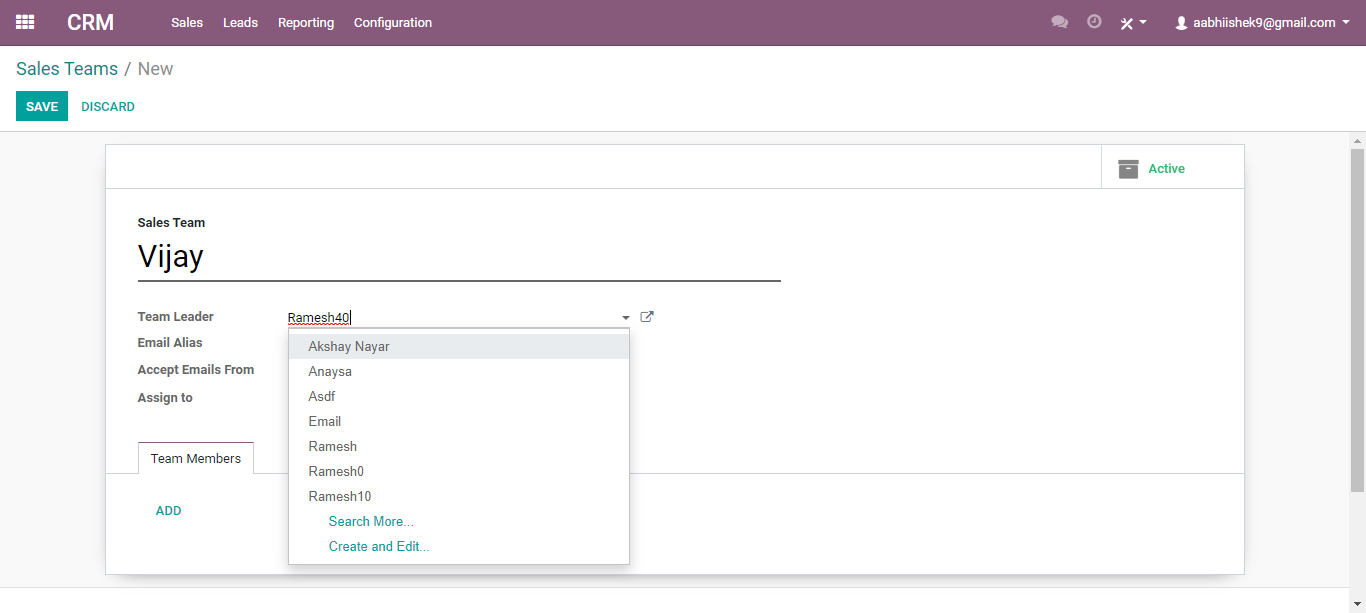 CRM Sales Leads Reporting Configuration aabhiishek9@gmail.com
Sales Teams / New
SAVE DISCARD
Active
Sales Team
Vijay
Team Leader Ramesh40
Email Alias
Accept Emails From
Assign to
Akshay Nayar
Anaysa
Asdf
Email
Ramesh
Ramesh0
Ramesh10
Search More...
Create and Edit...
Team Members
ADD